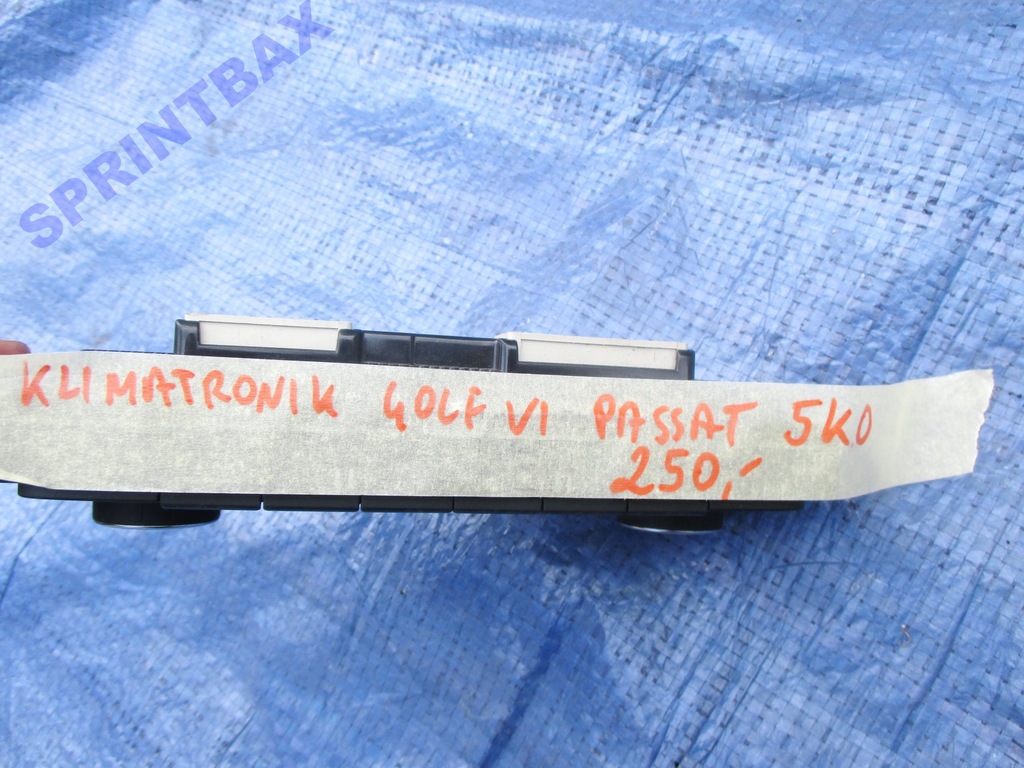 SPRINTBAX
KLIMATRONIK GOLF VI PASSAT 5K0
250,-